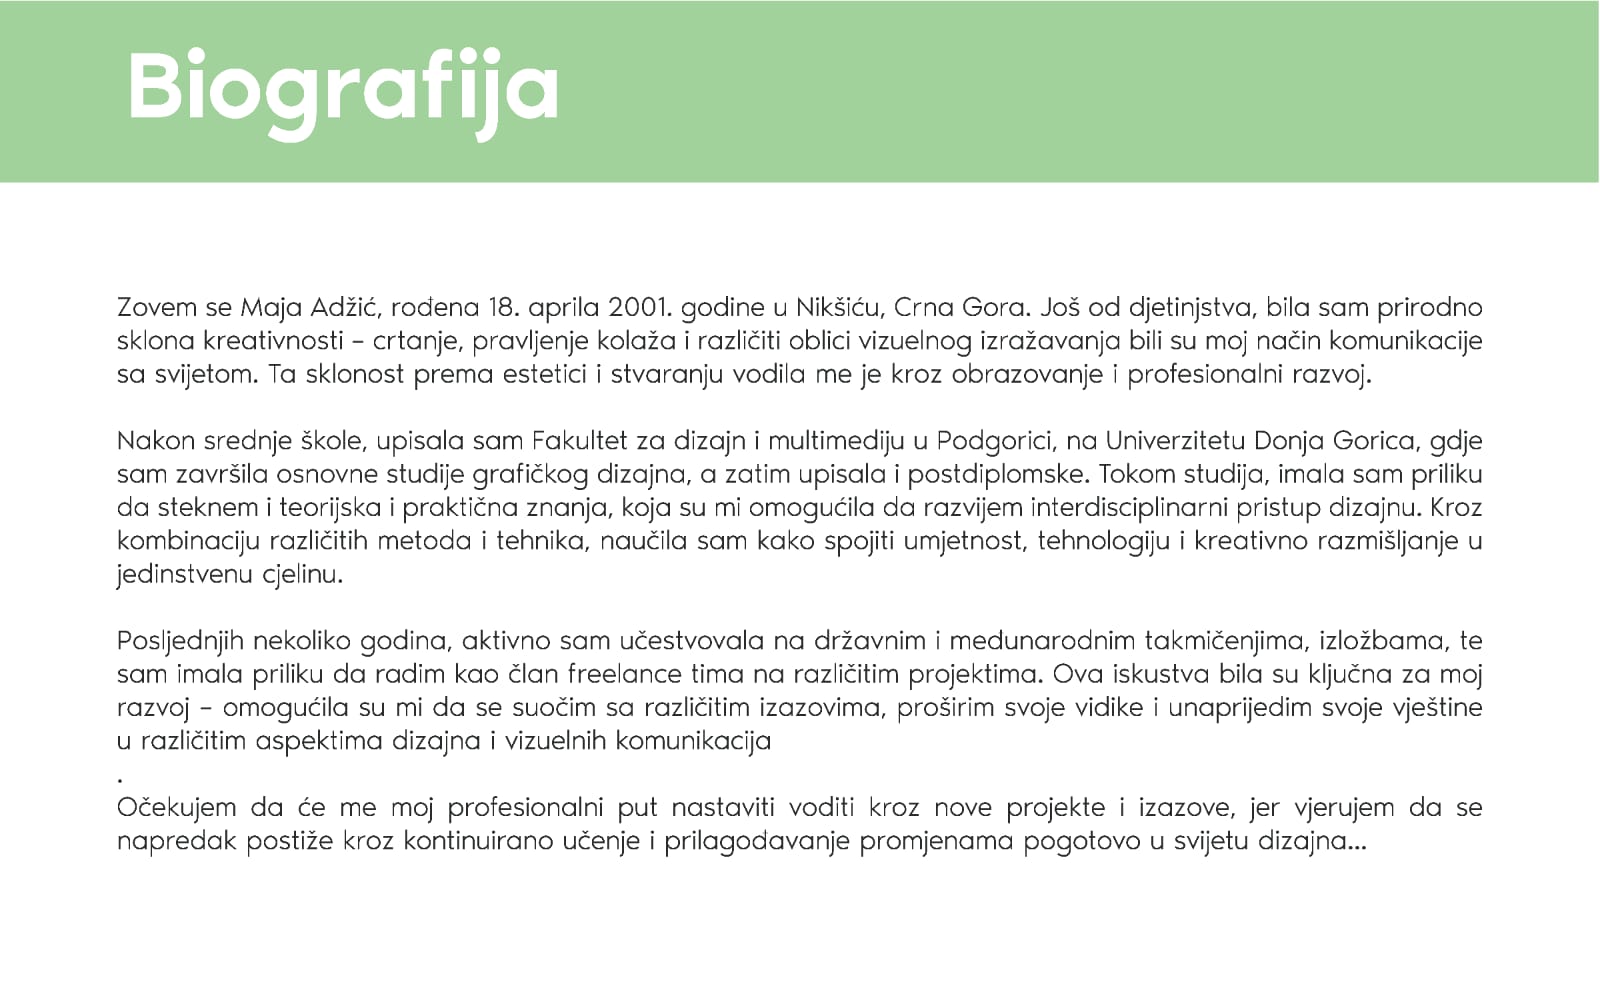 Biografija
Zovem se Maja Adžić, rođena 18. aprila 2001. godine u Nikšiću, Crna Gora. Još od djetinjstva, bila sam prirodno
sklona kreativnosti – crtanje, pravljenje kolaža i različiti oblici vizuelnog izražavanja bili su moj način komunikacije
sa svijetom. Ta sklonost prema estetici i stvaranju vodila me je kroz obrazovanje i profesionalni razvoj.
Nakon srednje škole, upisala sam Fakultet za dizajn i multimediju u Podgorici, na Univerzitetu Donja Gorica, gdje
sam završila osnovne studije grafičkog dizajna, a zatim upisala i postdiplomske. Tokom studija, imala sam priliku
da steknem i teorijska i praktična znanja, koja su mi omogućila da razvijem interdisciplinarni pristup dizajnu. Kroz
kombinaciju različitih metoda i tehnika, naučila sam kako spojiti umjetnost, tehnologiju i kreativno razmišljanje u
jedinstvenu cjelinu.
Posljednjih nekoliko godina, aktivno sam učestvovala na državnim i međunarodnim takmičenjima, izložbama, te
sam imala priliku da radim kao član freelance tima na različitim projektima. Ova iskustva bila su ključna za moj
razvoj – omogućila su mi da se suočim sa različitim izazovima, proširim svoje vidike i unaprijedim svoje vještine
u različitim aspektima dizajna i vizuelnih komunikacija
.
Očekujem da će me moj profesionalni put nastaviti voditi kroz nove projekte i izazove, jer vjerujem da se
napredak postiže kroz kontinuirano učenje i prilagođavanje promjenama pogotovo u svijetu dizajna...